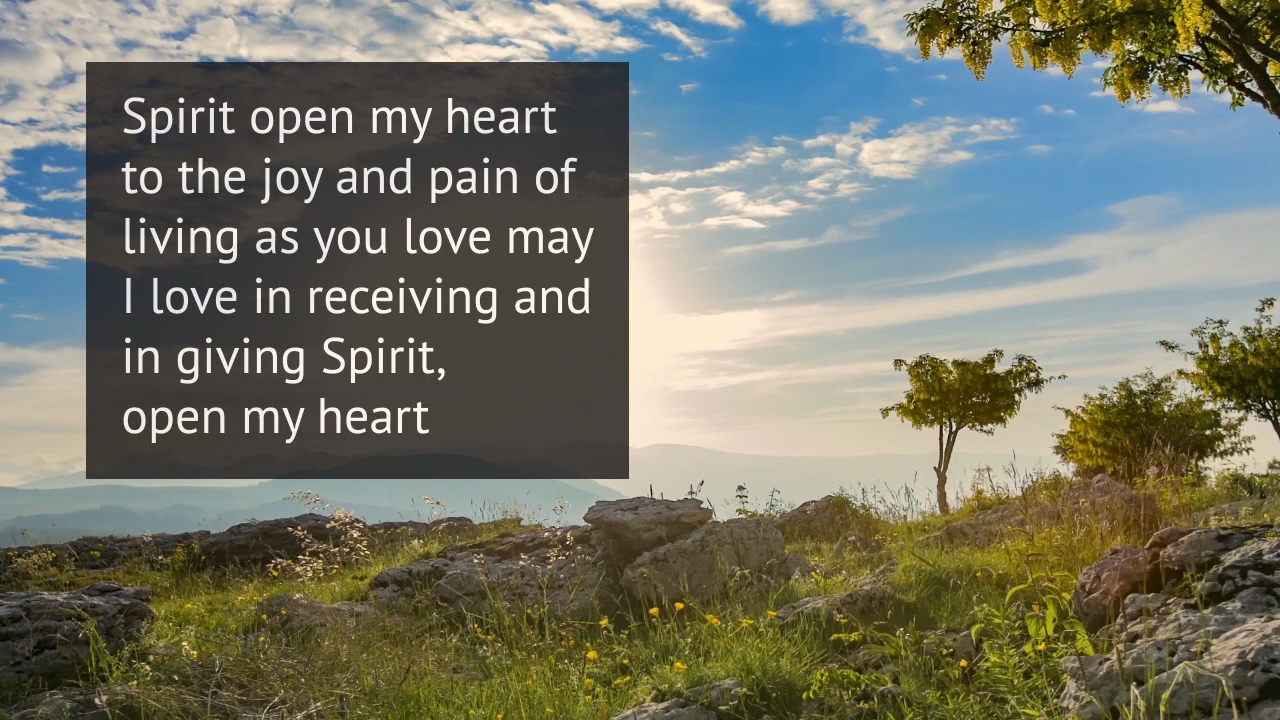 Spirit open my heart
to the joy and pain of
living as you love may
I love in receiving and
in giving Spirit,
open my heart